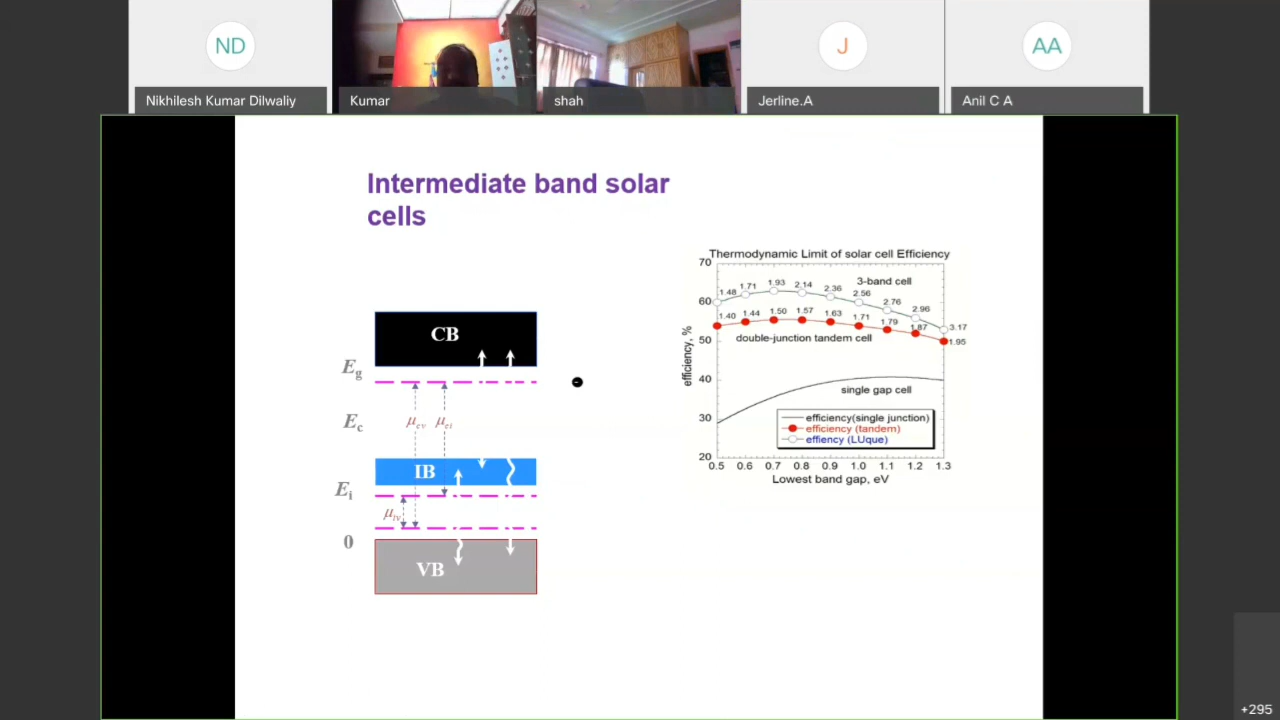 ND
J
AA
Nikhilesh Kumar Dilwaliy
Kumar
shah
Jerline.A
Anil C A
Intermediate band solar
cells
CB
Eg
Ec
μcv μci
IB
Ei
μiv
0
VB
Thermodynamic Limit of solar cell Efficiency
70
60
50
40
30
20
efficiency, %
3-band cell
1.48 1.71 1.93 2.14 2.36 2.56 2.76 2.96 3.17
1.40 1.44 1.50 1.57 1.63 1.71 1.79 1.87 1.95
double-junction tandem cell
single gap cell
efficiency(single junction)
efficiency (tandem)
effiency (LUque)
0.5 0.6 0.7 0.8 0.9 1.0 1.1 1.2 1.3
Lowest band gap, eV
+295